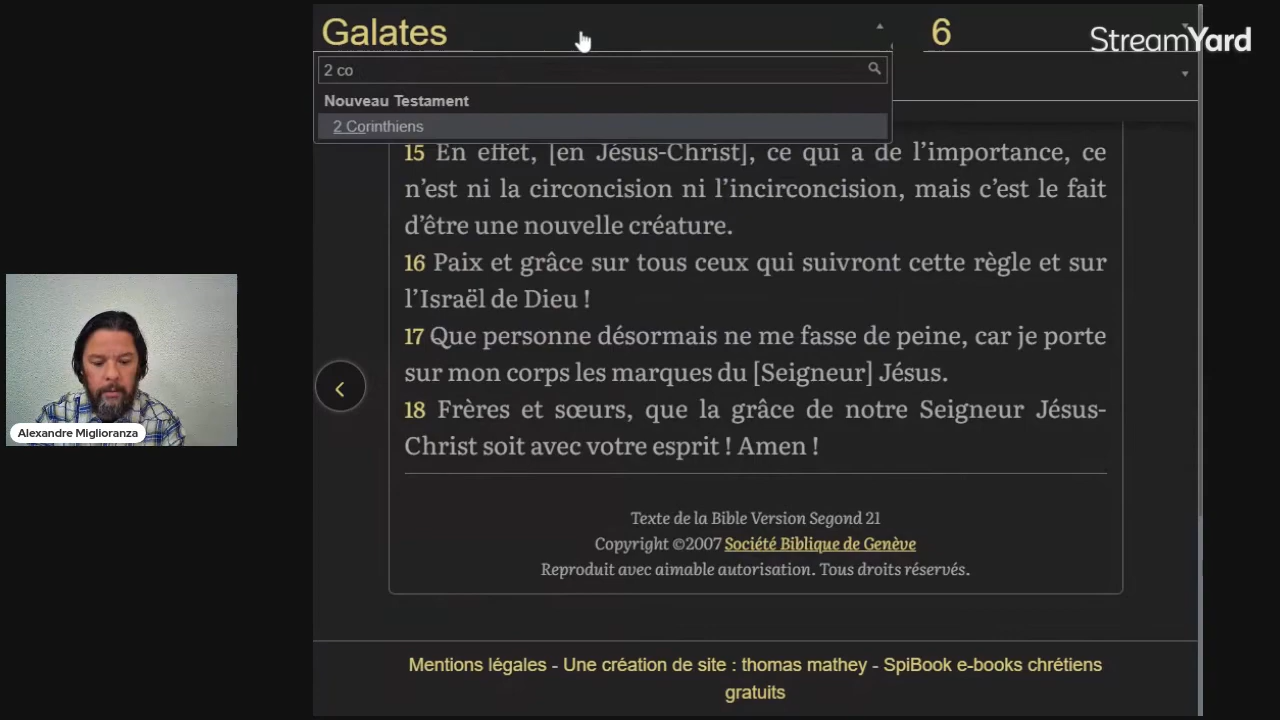 Galates
6
StreamYard
2 co
Nouveau Testament
2 Corinthiens
15 En effet, [en Jésus-Christ], ce qui a de l’importance, ce
n’est ni la circoncision ni l’incirconcision, mais c’est le fait
d’être une nouvelle créature.
16 Paix et grâce sur tous ceux qui suivront cette règle et sur
l’Israël de Dieu !
17 Que personne désormais ne me fasse de peine, car je porte
sur mon corps les marques du [Seigneur] Jésus.
18 Frères et sœurs, que la grâce de notre Seigneur Jésus-
Christ soit avec votre esprit ! Amen !
Alexandre Miglioranza
Texte de la Bible Version Segond 21
Copyright ©2007 Société Biblique de Genève
Reproduit avec aimable autorisation. Tous droits réservés.
Mentions légales - Une création de site : thomas mathey - SpiBook e-books chrétiens
gratuits